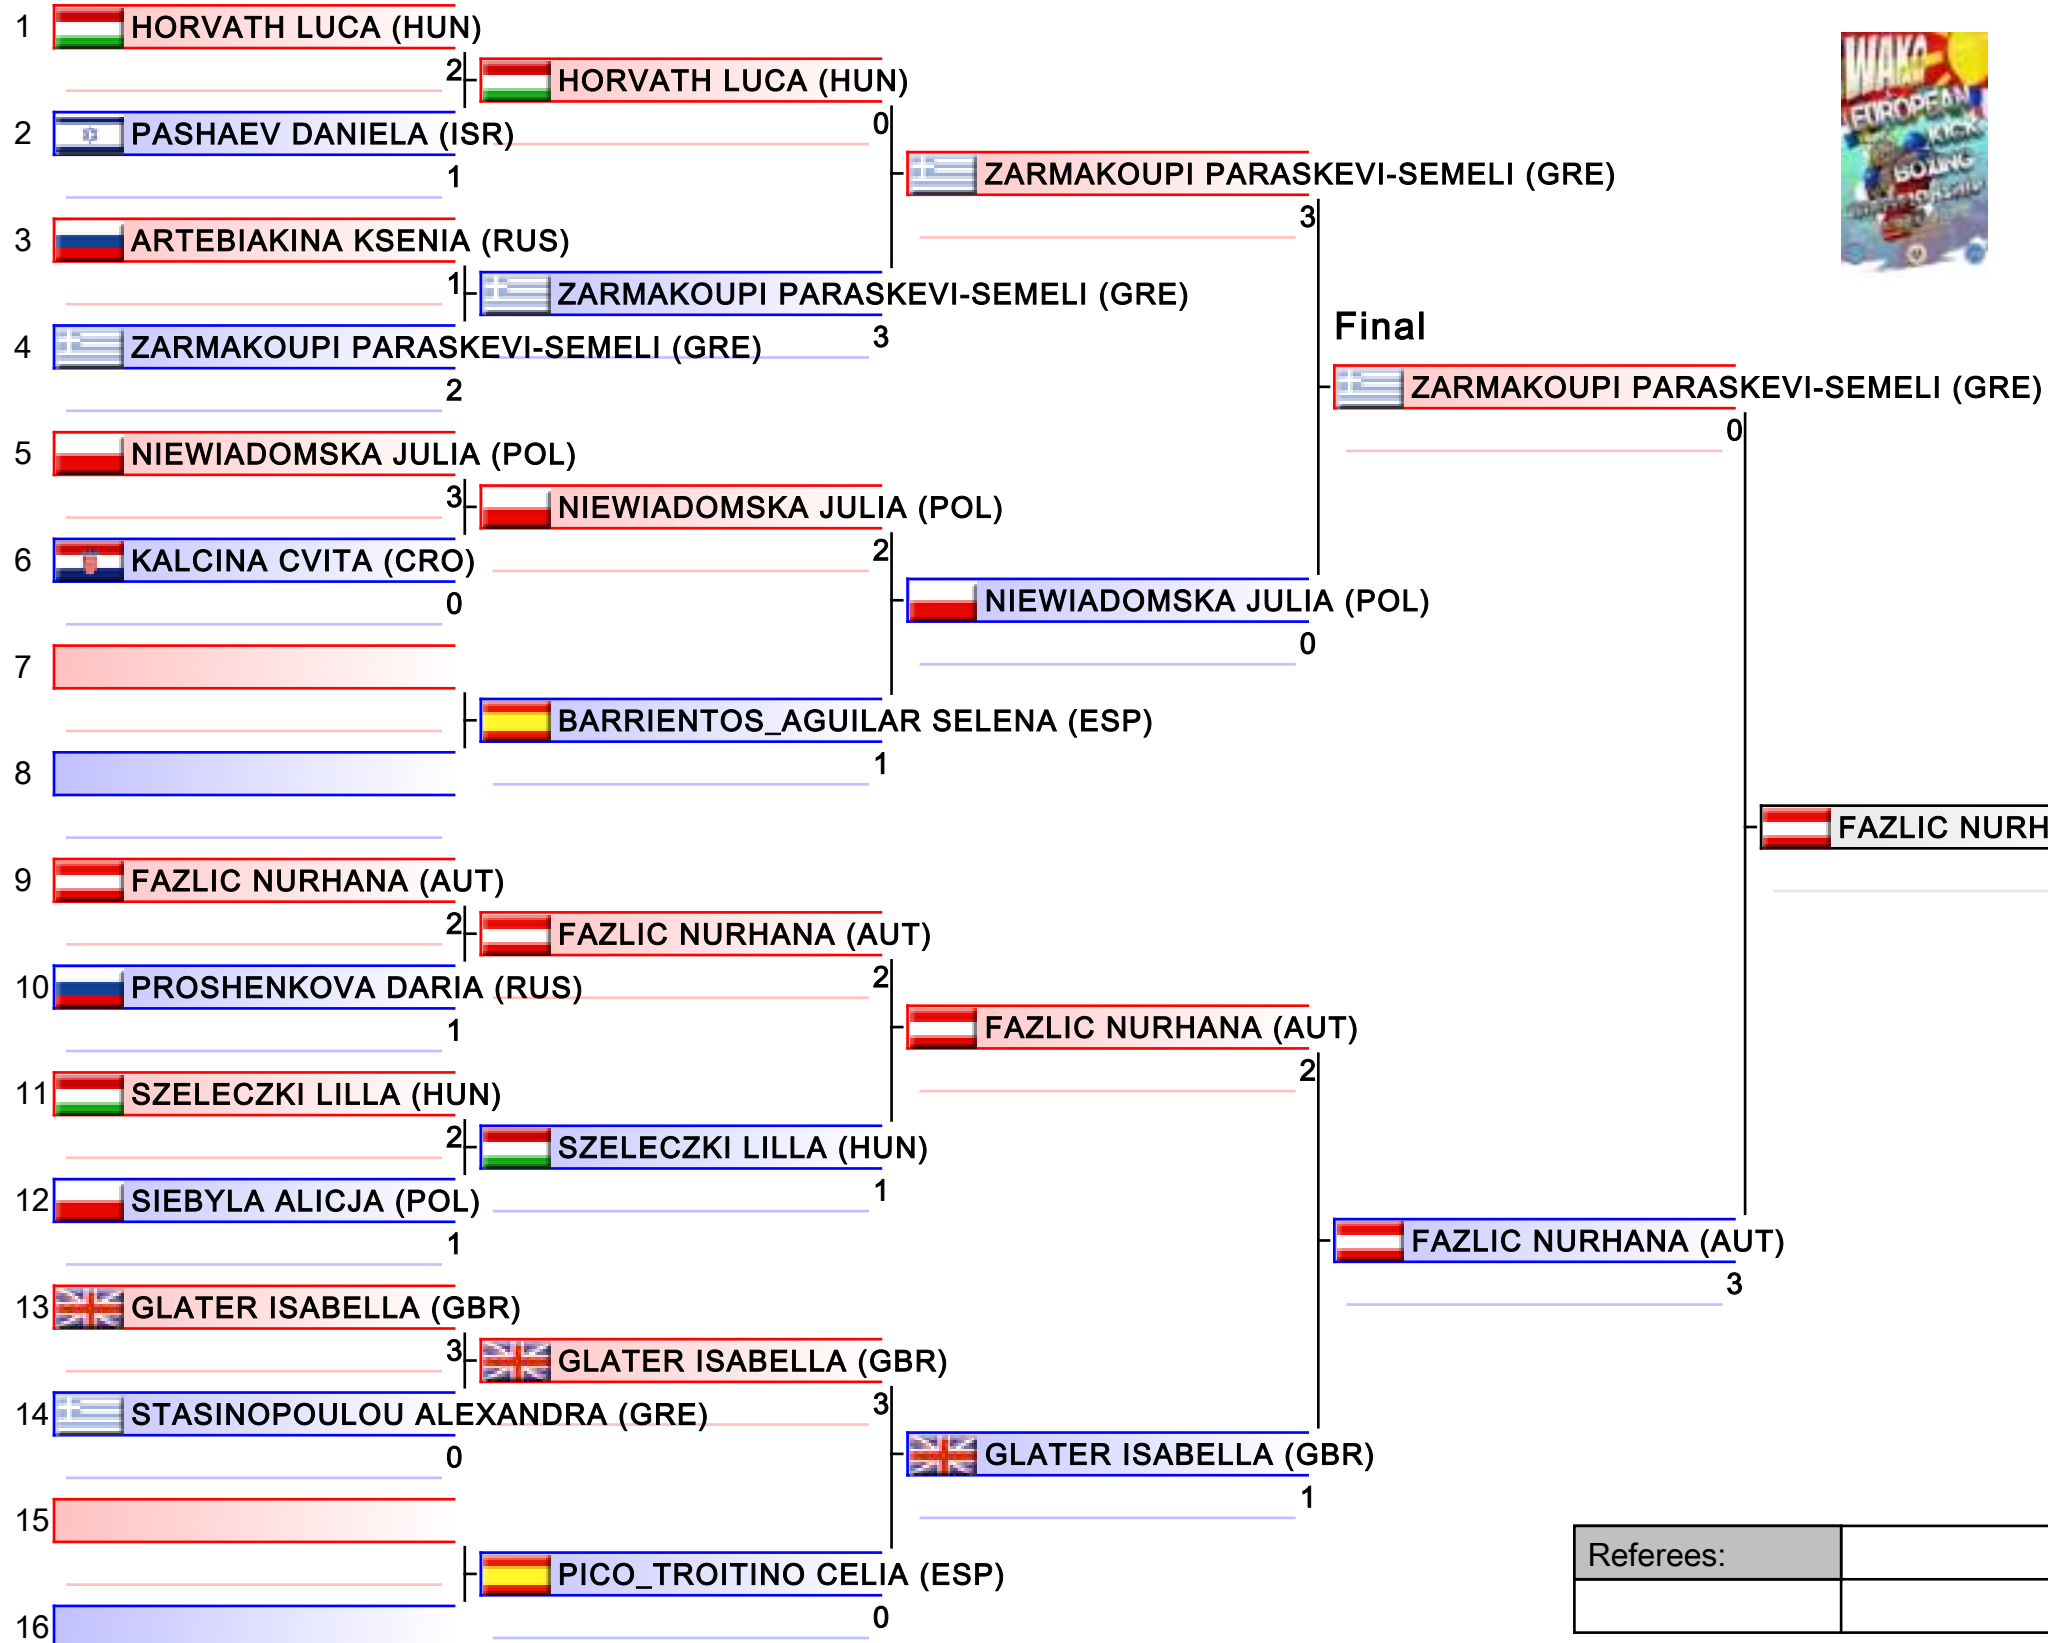 1 HORVATH LUCA (HUN)
2
HORVATH LUCA (HUN)
0
2 PASHAEV DANIELA (ISR)
1
ZARMAKOUPI PARASKEVI-SEMELI (GRE)
3
3 ARTEBIAKINA KSENIA (RUS)
1
ZARMAKOUPI PARASKEVI-SEMELI (GRE)
3
4 ZARMAKOUPI PARASKEVI-SEMELI (GRE)
2
Final
ZARMAKOUPI PARASKEVI-SEMELI (GRE)
0
5 NIEWIADOMSKA JULIA (POL)
3
NIEWIADOMSKA JULIA (POL)
2
6 KALCINA CVITA (CRO)
0
NIEWIADOMSKA JULIA (POL)
0
7
BARRIENTOS_AGUILAR SELENA (ESP)
1
8
FAZLIC NURH
9 FAZLIC NURHANA (AUT)
2
FAZLIC NURHANA (AUT)
2
10 PROSHENKOVA DARIA (RUS)
1
FAZLIC NURHANA (AUT)
2
11 SZELECZKI LILLA (HUN)
2
SZELECZKI LILLA (HUN)
1
12 SIEBYLA ALICJA (POL)
1
FAZLIC NURHANA (AUT)
3
13 GLATER ISABELLA (GBR)
3
GLATER ISABELLA (GBR)
3
14 STASINOPOULOU ALEXANDRA (GRE)
0
GLATER ISABELLA (GBR)
1
15
PICO_TROITINO CELIA (ESP)
0
16
Referees:
WAKO
EUROPEAN
KICK
BOXING